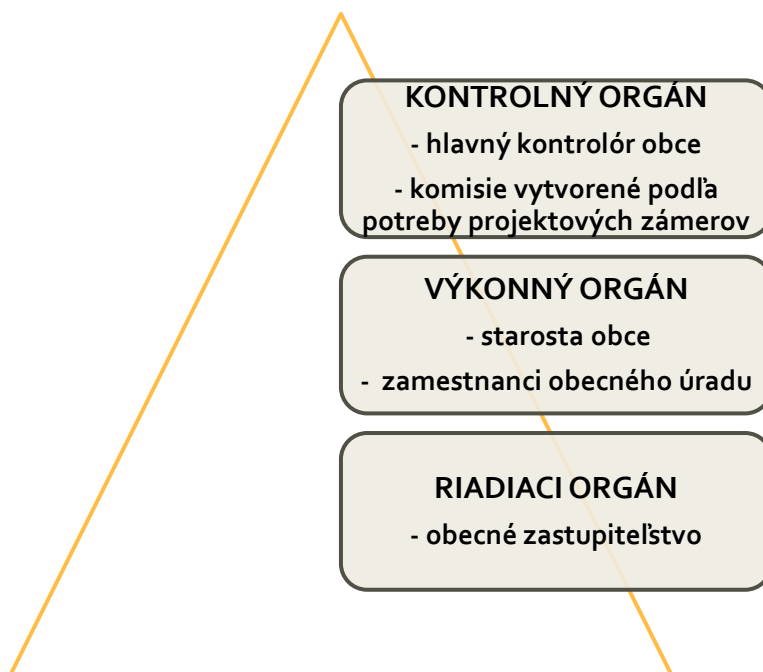 KONTROLNÝ ORGÁN
- hlavný kontrolór obce
- komisie vytvorené podľa
potreby projektových zámerov
VÝKONNÝ ORGÁN
- starosta obce
- zamestnanci obecného úradu
RIADIACI ORGÁN
- obecné zastupiteľstvo